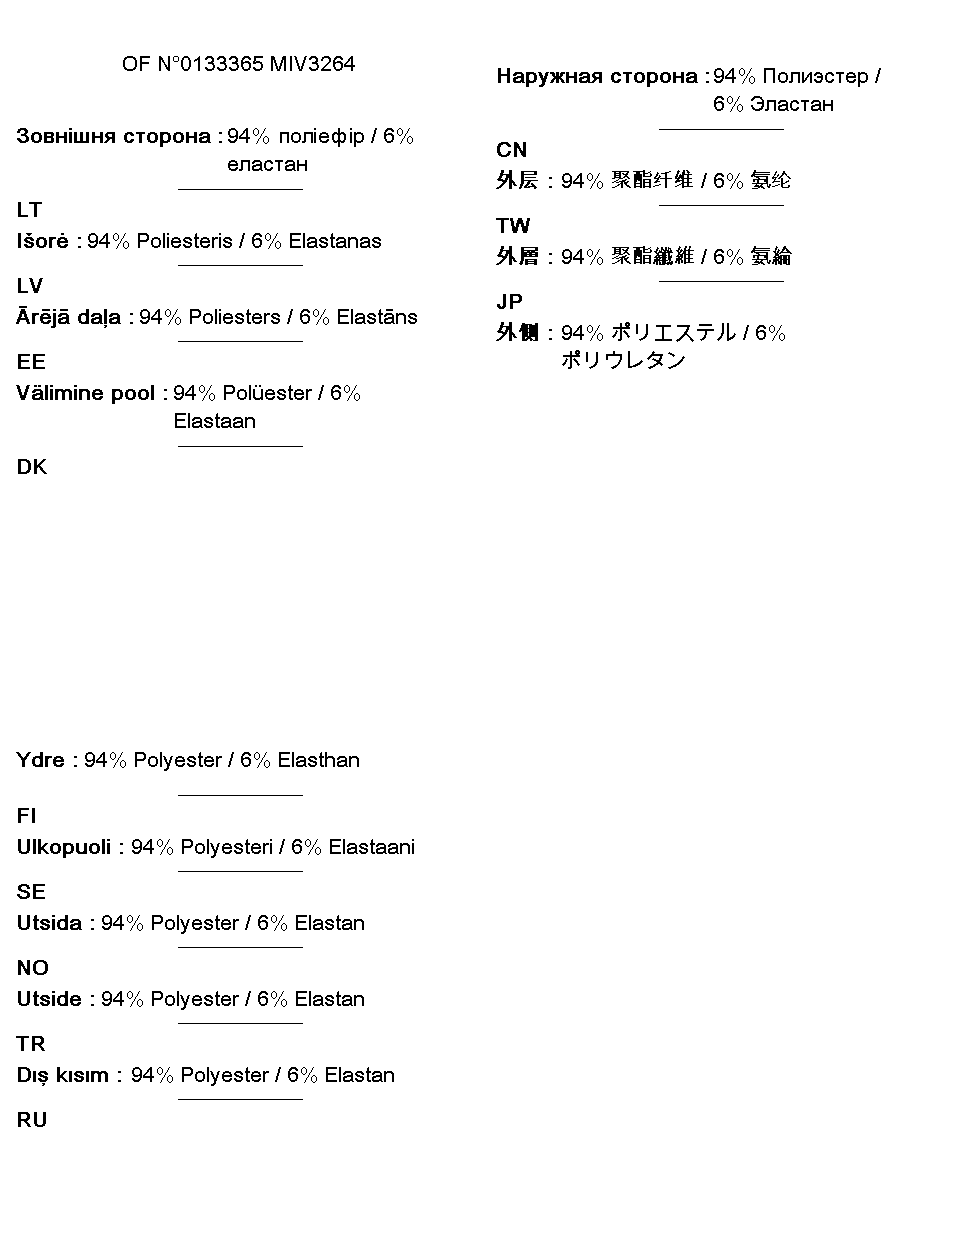 OF N°0133365 MIV3264
Зовнішня сторона : 94% поліефір / 6%
еластан
LT
Išorė : 94% Poliesteris / 6% Elastanas
LV
Ārējā daļa : 94% Poliesters / 6% Elastāns
EE
Välimine pool : 94% Polüester / 6%
Elastaan
DK
Ydre : 94% Polyester / 6% Elasthan
FI
Ulkopuoli : 94% Polyesteri / 6% Elastaani
SE
Utsida : 94% Polyester / 6% Elastan
NO
Utside : 94% Polyester / 6% Elastan
TR
Dış kısım : 94% Polyester / 6% Elastan
RU
Наружная сторона : 94% Полиэстер /
6% Эластан
CN
外层 : 94% 聚酯纤维 / 6% 氨纶
TW
外層 : 94% 聚酯纖維 / 6% 氨綸
JP
外側 : 94% ポリエステル / 6%
ポリウレタン